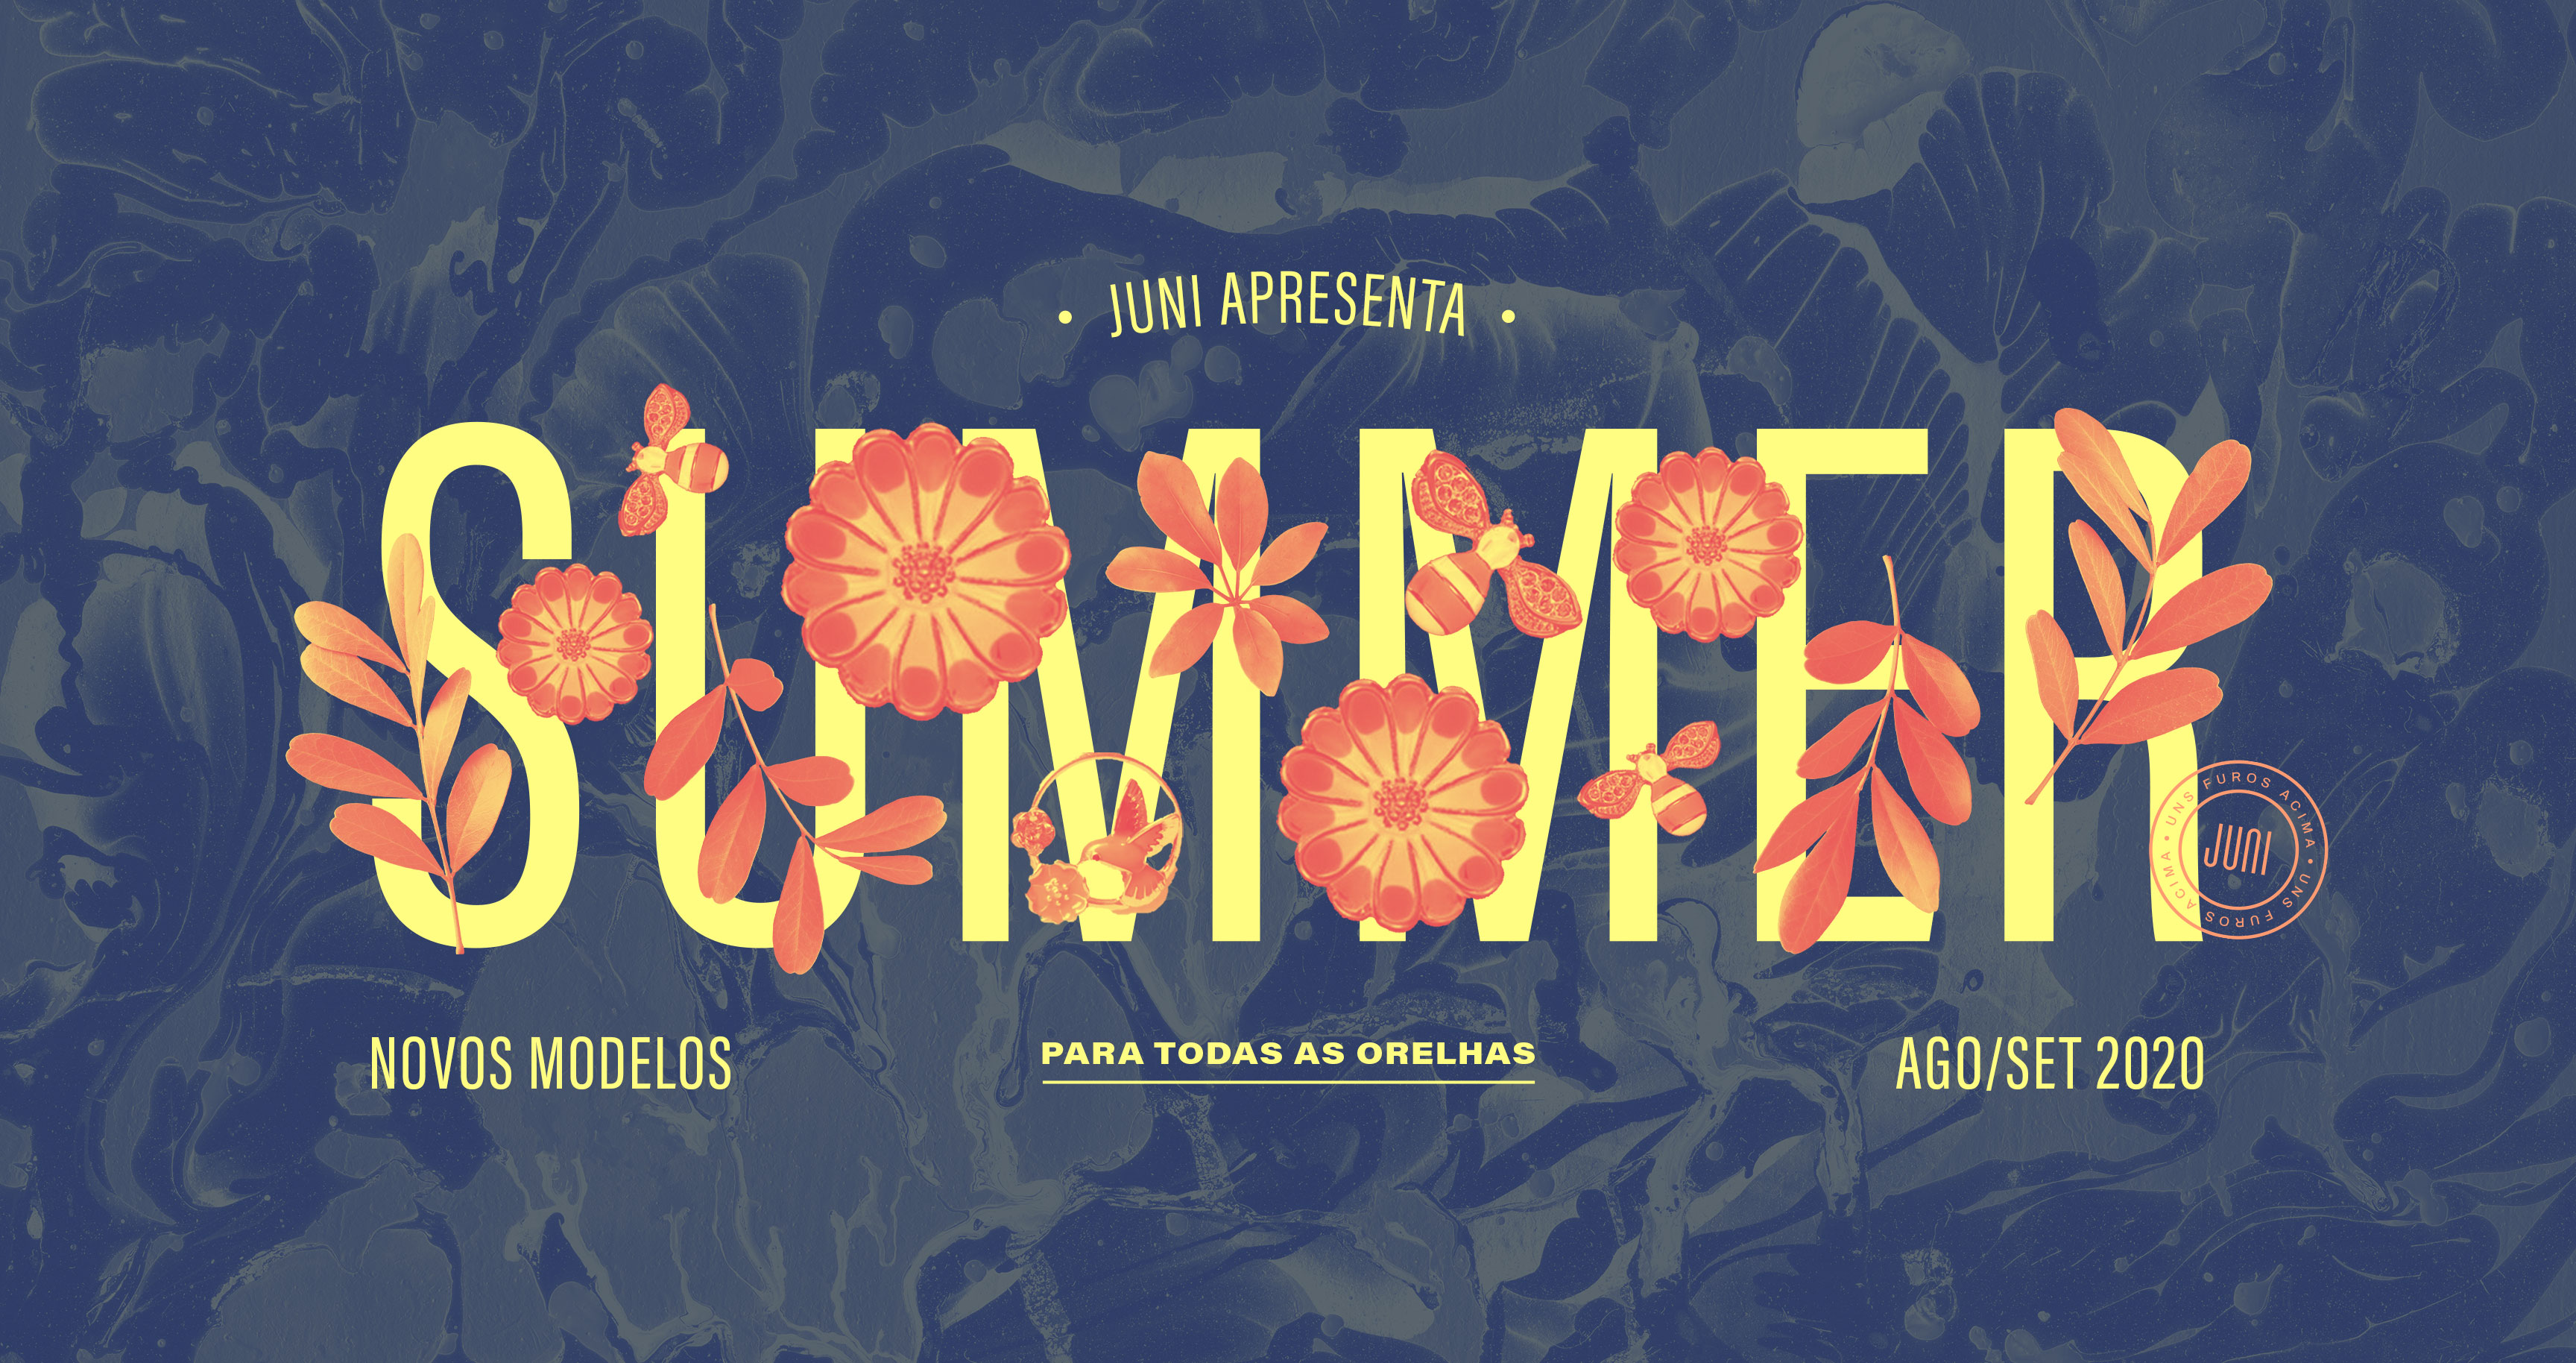 • JUNI APRESENTA •
SUMMER
UNS FUROS ACIMA • UNS FUROS ACIMA •
JUNI
NOVOS MODELOS
PARA TODAS AS ORELHAS
AGO/SET 2020